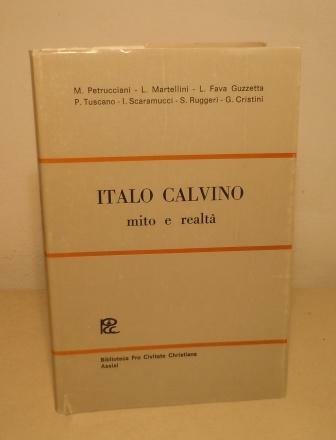 M. Petrucciani - L. Martellini - L. Fava Guzzetta
P. Tuscano - I. Scaramucci - S. Ruggeri - G. Cristini
ITALO CALVINO
mito e realtà
Biblioteca Pro Civitate Christiana
Assisi